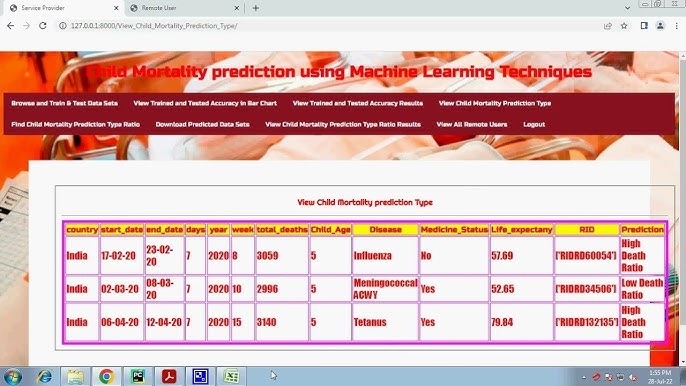 Service Provider
Remote User
127.0.0.1:8000/View_Child_Mortality_Prediction_Type/
Child Mortality prediction using Machine Learning Techniques
Browse and Train & Test Data Sets View Trained and Tested Accuracy in Bar Chart View Trained and Tested Accuracy Results View Child Mortality Prediction Type
Find Child Mortality Prediction Type Ratio Download Predicted Data Sets View Child Mortality Prediction Type Ratio Results View All Remote Users Logout
View Child Mortality prediction Type
country start_date end_date days year week total_deaths Child_Age Disease Medicine_Status Life_expectany RID Prediction
India 17-02-20 23-02-20 7 2020 8 3059 5 Influenza No 57.69 ['RIDRD60054'] High Death Ratio
India 02-03-20 08-03-20 7 2020 10 2996 5 Meningococcal ACWY Yes 52.65 ['RIDRD34506'] Low Death Ratio
India 06-04-20 12-04-20 7 2020 15 3140 5 Tetanus Yes 79.84 ['RIDRD132135'] High Death Ratio
1:55 PM
28-Jul-22